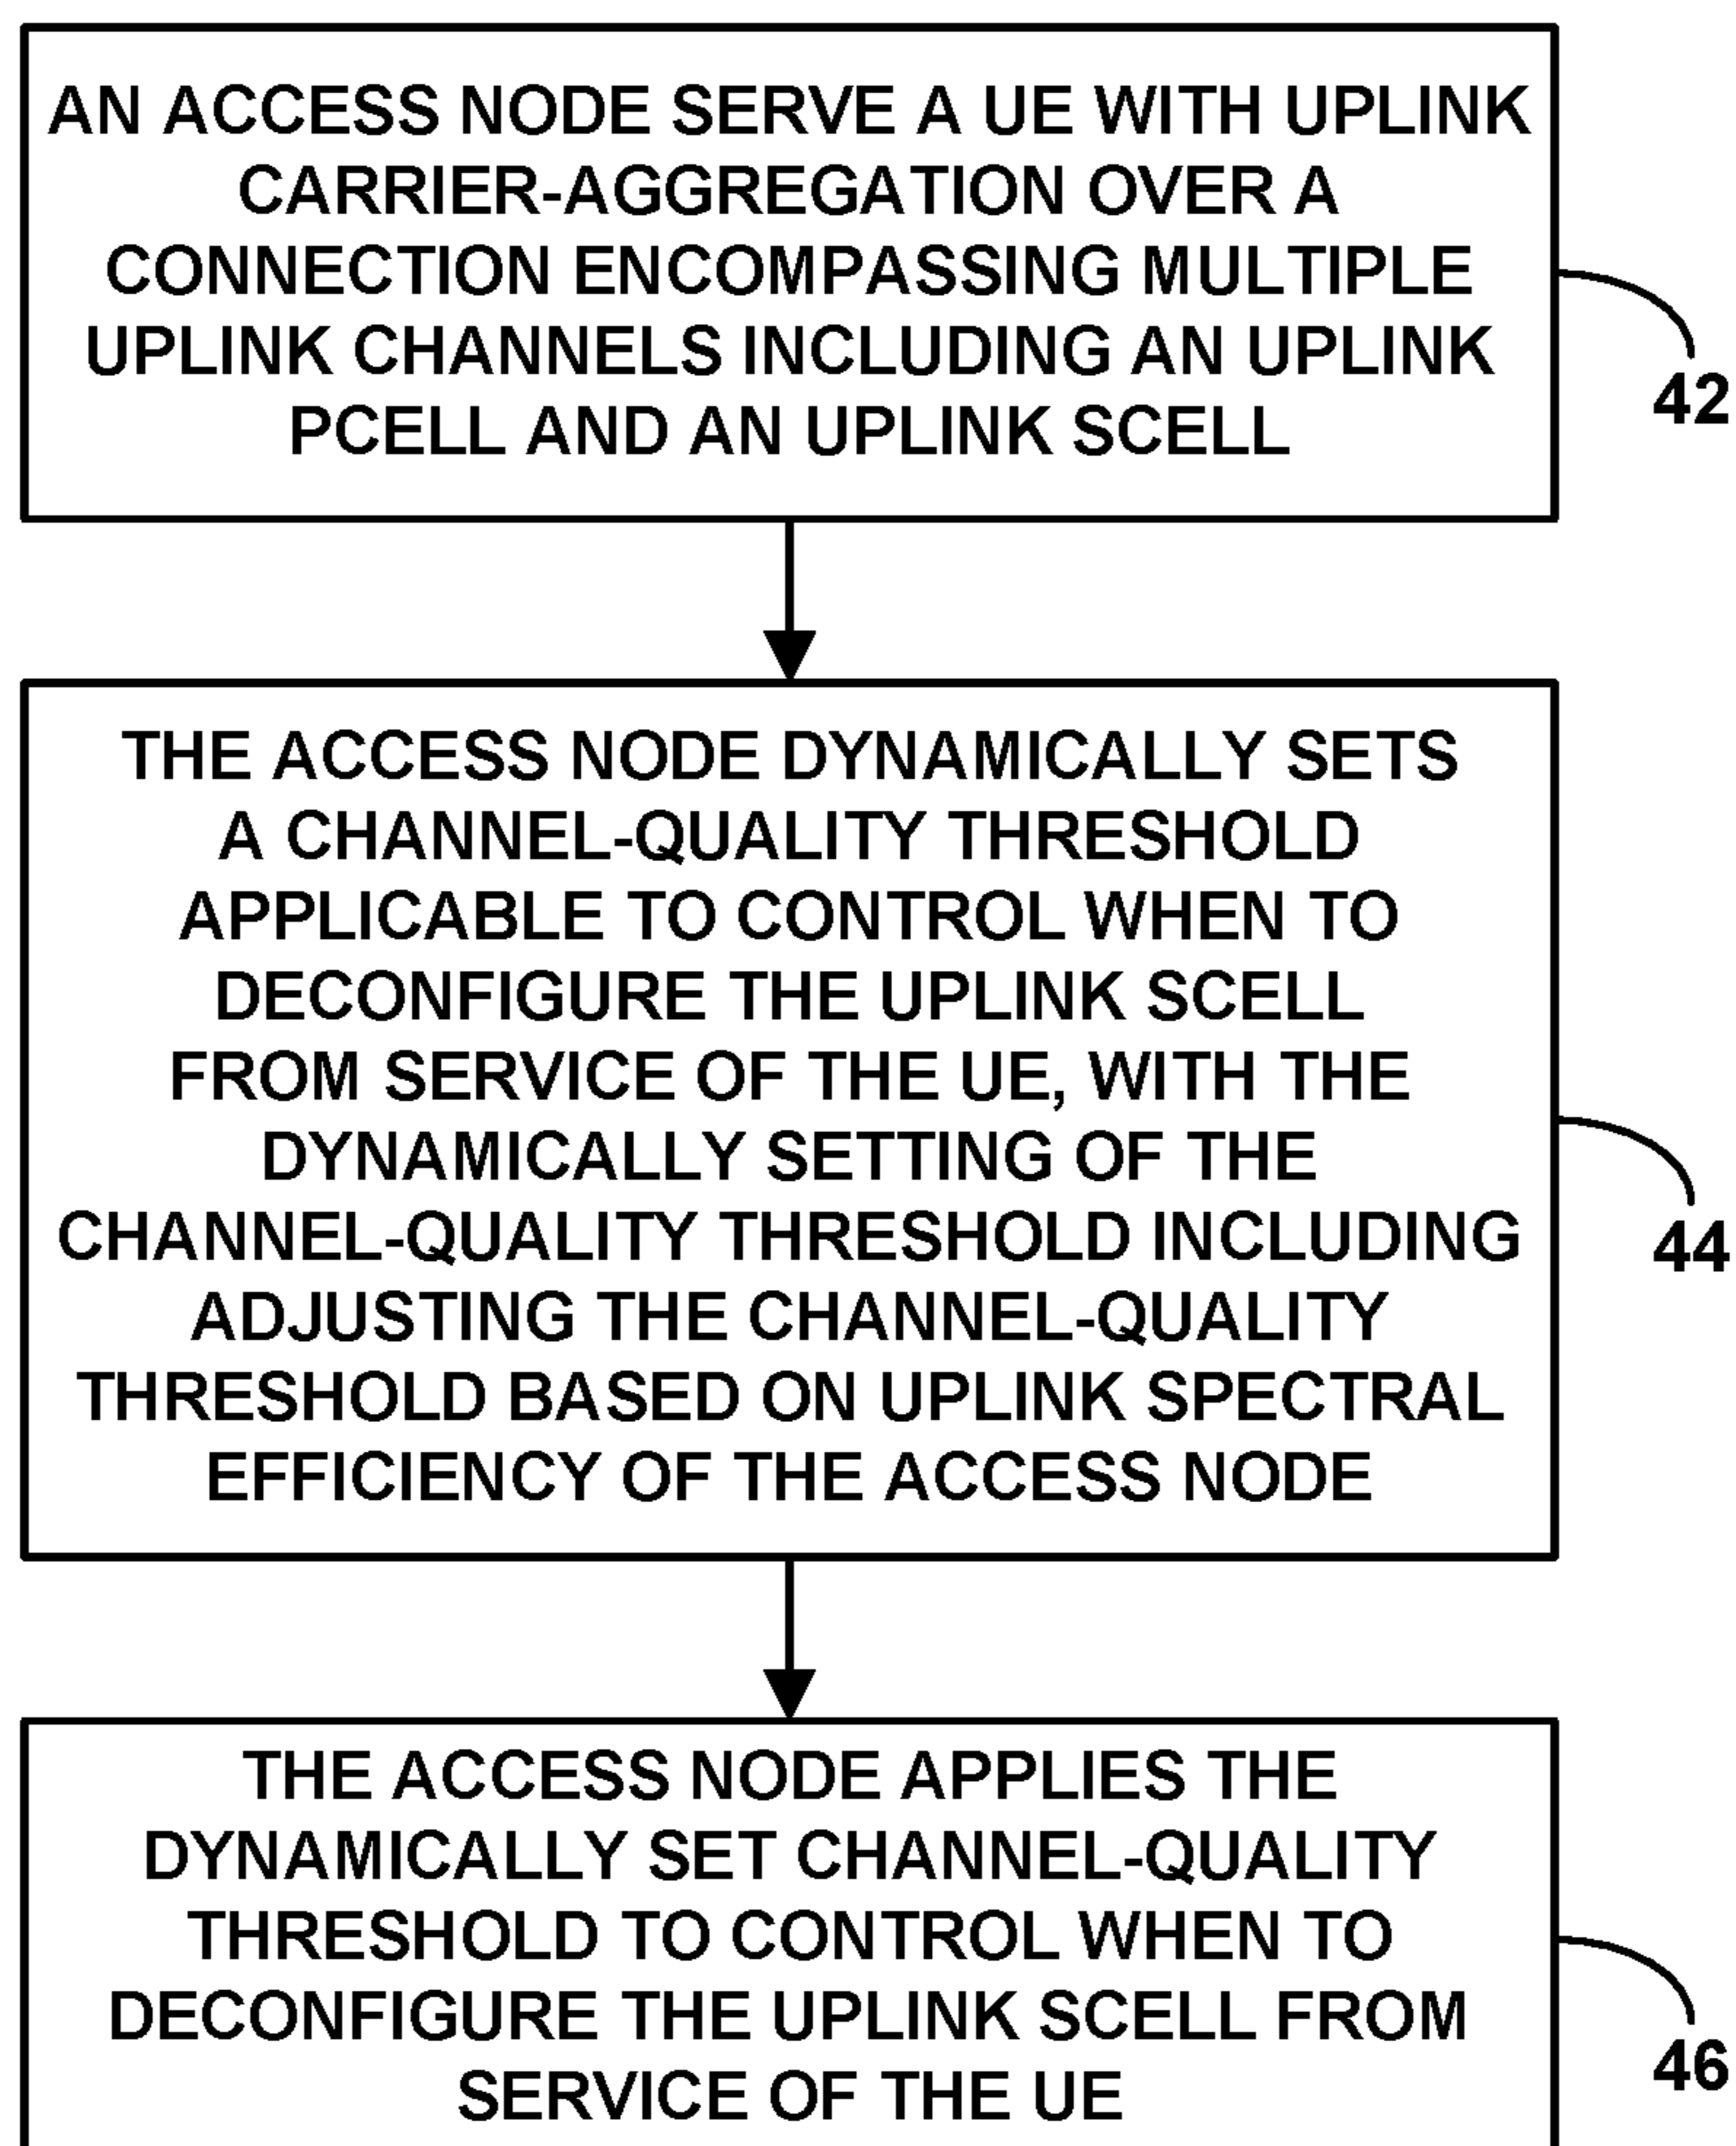 AN ACCESS NODE SERVE A UE WITH UPLINK
CARRIER-AGGREGATION OVER A
CONNECTION ENCOMPASSING MULTIPLE
UPLINK CHANNELS INCLUDING AN UPLINK
PCELL AND AN UPLINK SCELL
42
THE ACCESS NODE DYNAMICALLY SETS
A CHANNEL-QUALITY THRESHOLD
APPLICABLE TO CONTROL WHEN TO
DECONFIGURE THE UPLINK SCELL
FROM SERVICE OF THE UE, WITH THE
DYNAMICALLY SETTING OF THE
CHANNEL-QUALITY THRESHOLD INCLUDING
ADJUSTING THE CHANNEL-QUALITY
THRESHOLD BASED ON UPLINK SPECTRAL
EFFICIENCY OF THE ACCESS NODE
44
THE ACCESS NODE APPLIES THE
DYNAMICALLY SET CHANNEL-QUALITY
THRESHOLD TO CONTROL WHEN TO
DECONFIGURE THE UPLINK SCELL FROM
SERVICE OF THE UE
46